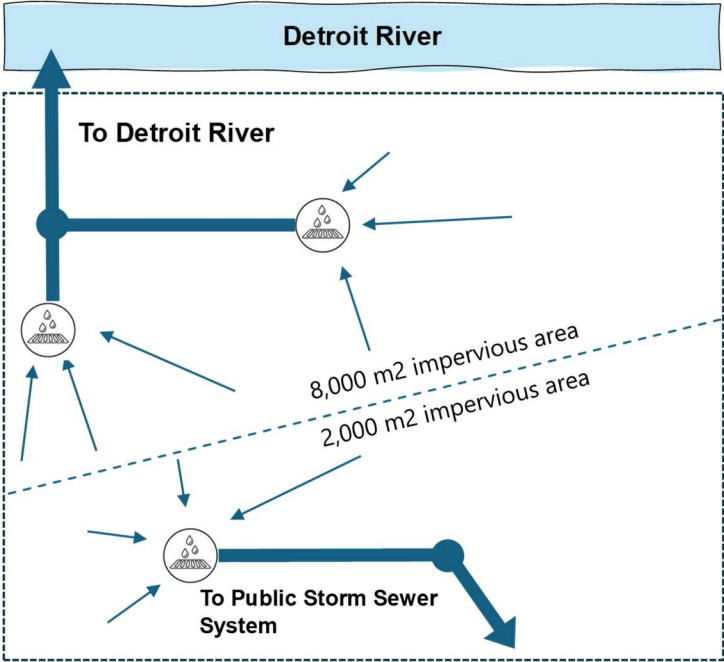 Detroit River
To Detroit River
8,000 m2 impervious area
2,000 m2 impervious area
To Public Storm Sewer
System